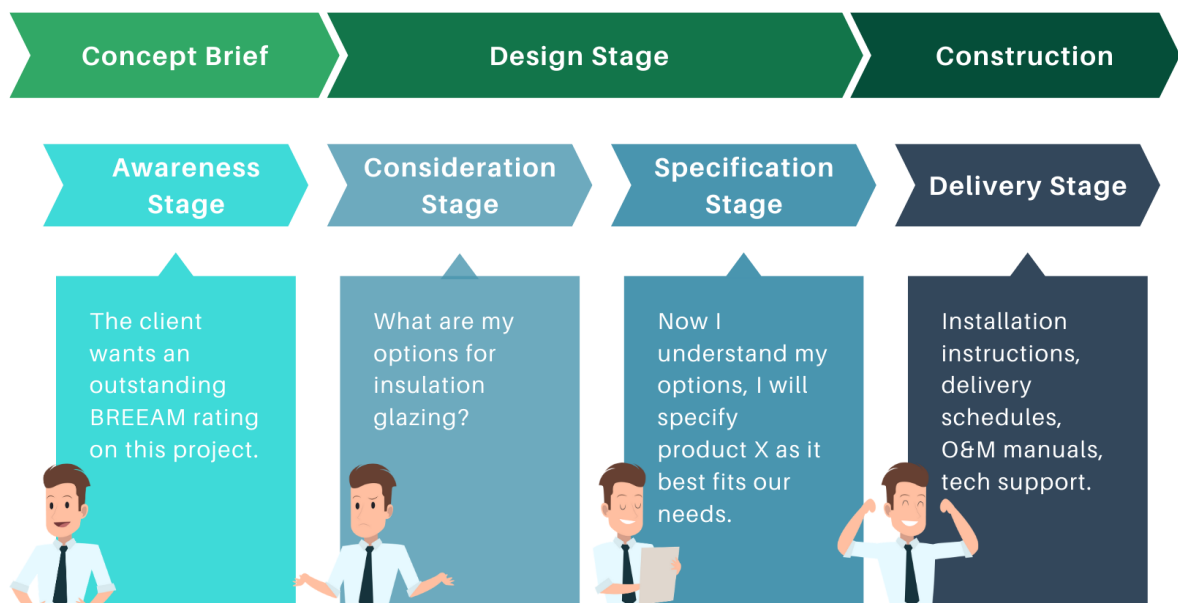 Concept Brief
Design Stage
Construction
Awareness
Stage
Consideration
Stage
Specification
Stage
Delivery Stage
The client
wants an
outstanding
BREEAM rating
on this project.
What are my
options for
insulation
glazing?
Now I
understand my
options, I will
specify
product X as it
best fits our
needs.
Installation
instructions,
delivery
schedules,
O&M manuals,
tech support.